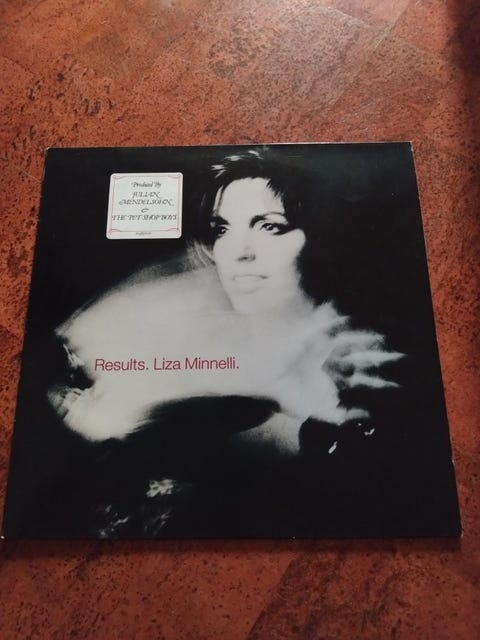 Produced By
JULIAN
MENDELSOHN
&
THE PET SHOP BOYS
Results. Liza Minnelli.